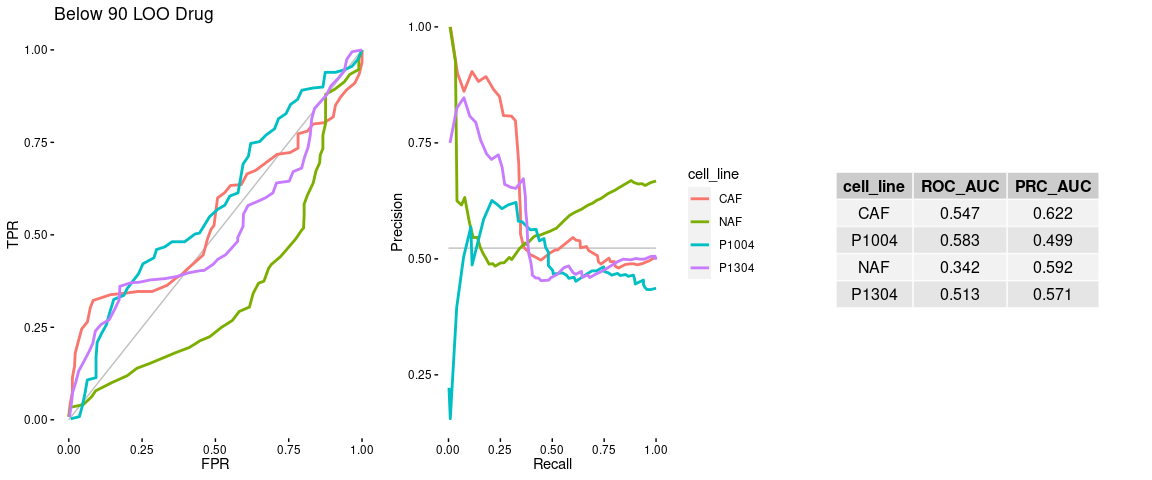 Below 90 LOO Drug
TPR
1.00
0.75
0.50
0.25
0.00
0.00 0.25 0.50 0.75 1.00
FPR
Precision
1.00
0.75
0.50
0.25
0.00 0.25 0.50 0.75 1.00
Recall
cell_line
CAF
NAF
P1004
P1304
cell_line ROC_AUC PRC_AUC
CAF 0.547 0.622
P1004 0.583 0.499
NAF 0.342 0.592
P1304 0.513 0.571